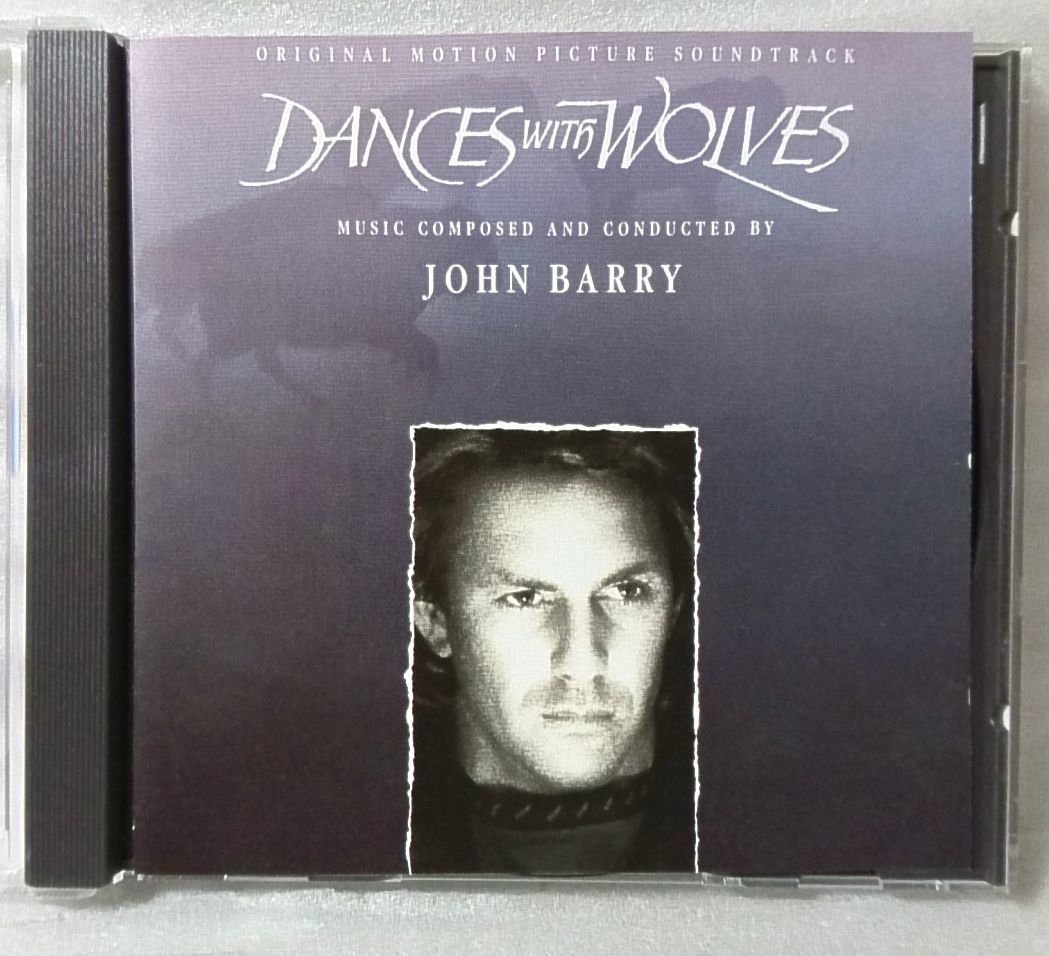 ORIGINAL MOTION PICTURE SOUNDTRACK
DANCES WITH WOLVES
MUSIC COMPOSED AND CONDUCTED BY
JOHN BARRY